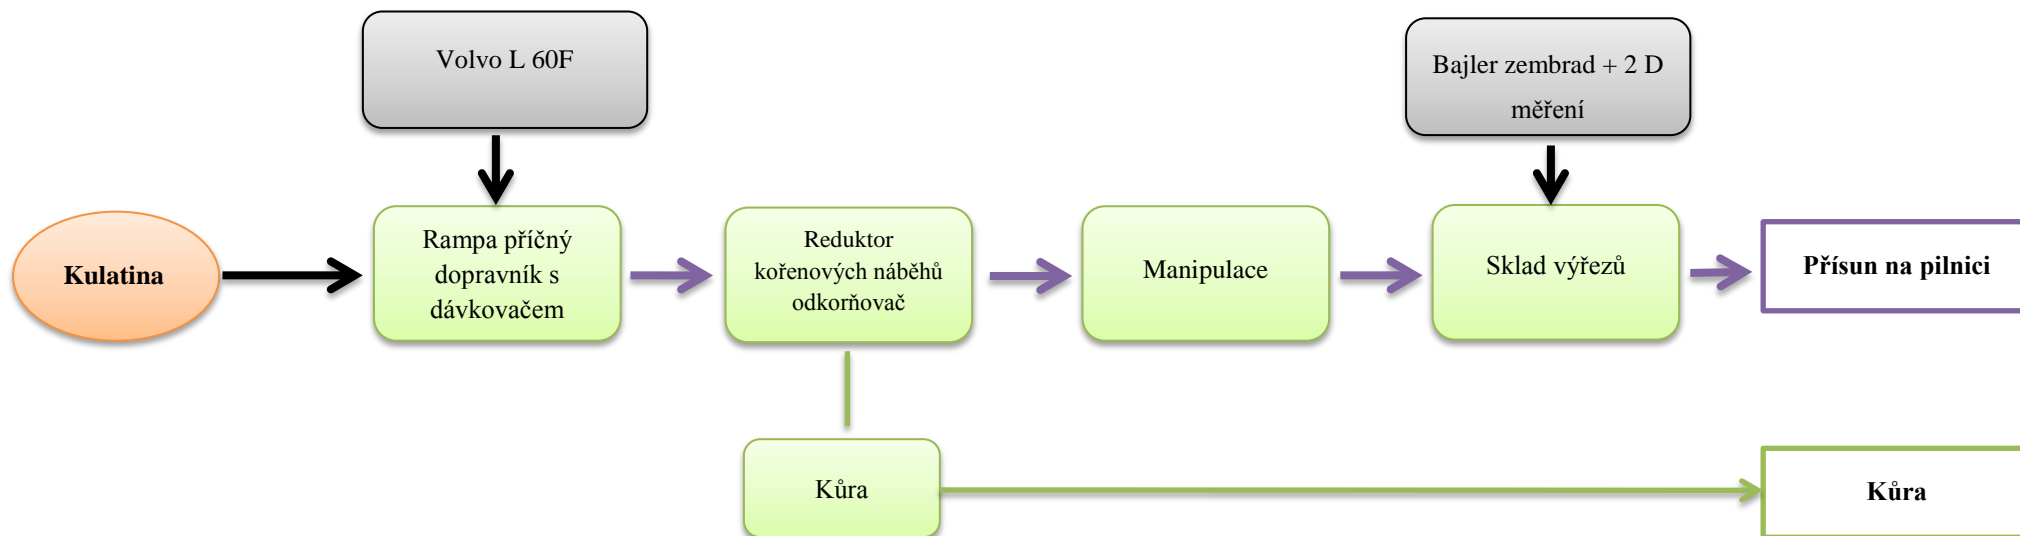 Volvo L 60F
Bajler zembrad + 2 D
měření
Kulatina
Rampa příčný
dopravník s
dávkovačem
Reduktor
kořenových náběhů
odkorňovač
Manipulace
Sklad výřezů
Přísun na pilnici
Kůra
Kůra